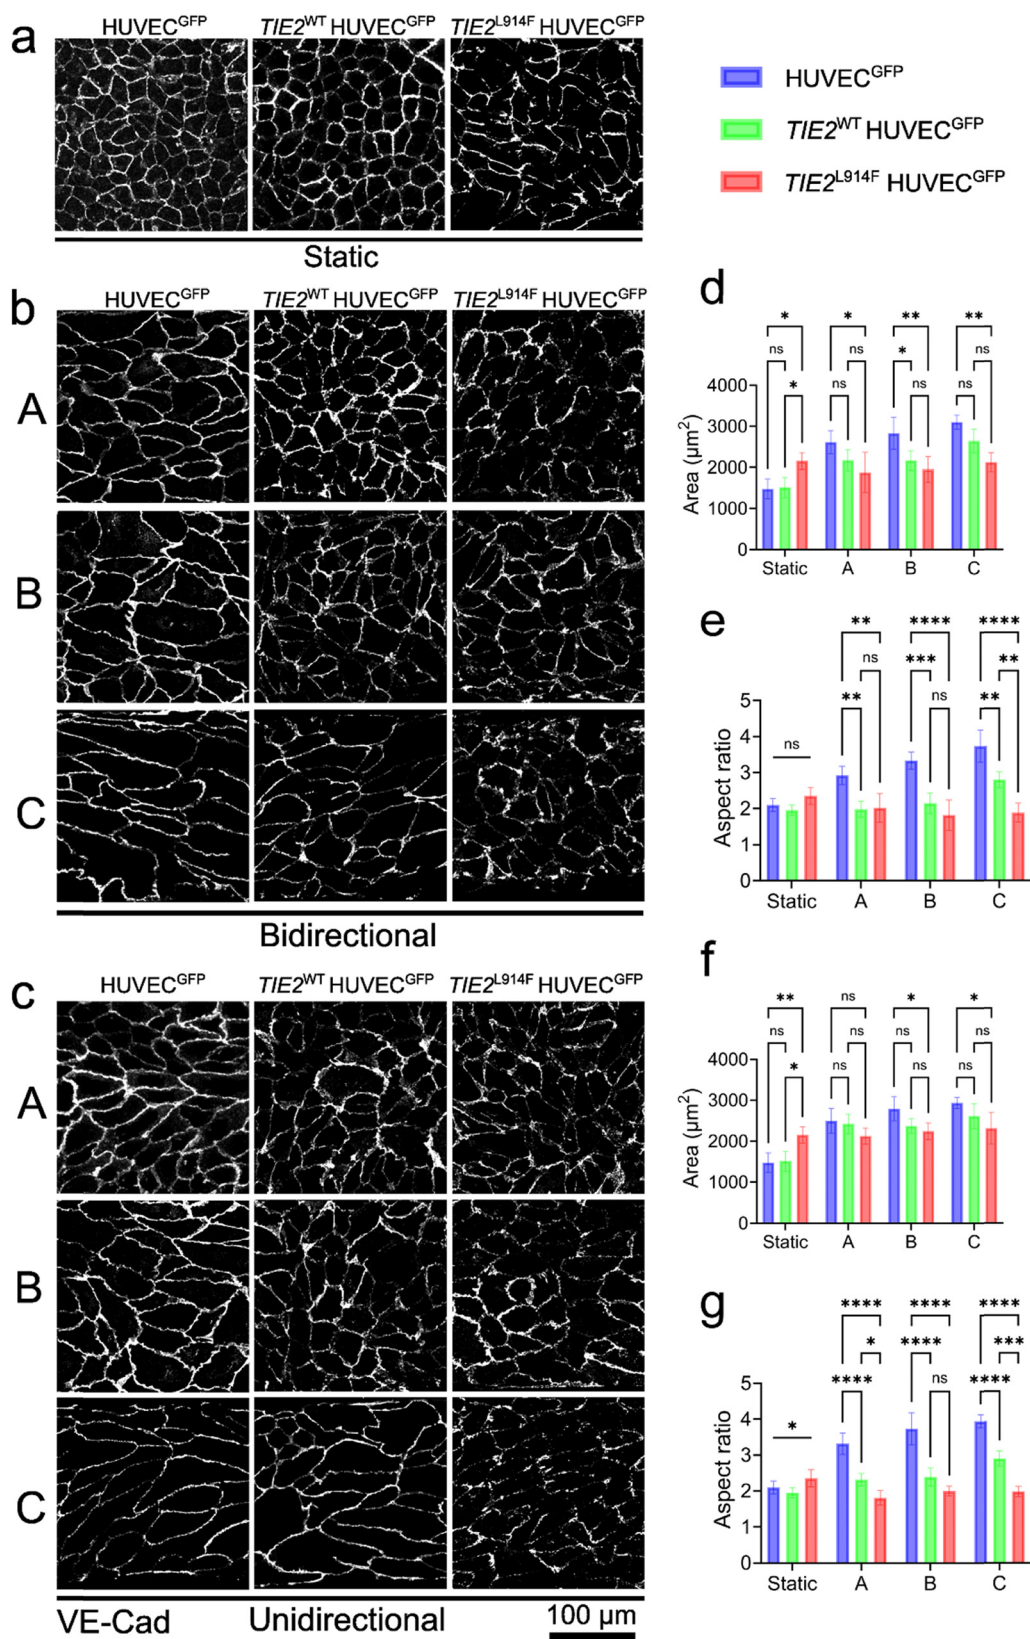 a
HUVECᴳᶠᴾ
TIE2ᵂᵀ HUVECᴳᶠᴾ
TIE2ᴸ⁹¹⁴ᶠ HUVECᴳᶠᴾ
Static
HUVECᴳᶠᴾ
TIE2ᵂᵀ HUVECᴳᶠᴾ
TIE2ᴸ⁹¹⁴ᶠ HUVECᴳᶠᴾ
b
HUVECᴳᶠᴾ
TIE2ᵂᵀ HUVECᴳᶠᴾ
TIE2ᴸ⁹¹⁴ᶠ HUVECᴳᶠᴾ
A
B
C
Bidirectional
c
HUVECᴳᶠᴾ
TIE2ᵂᵀ HUVECᴳᶠᴾ
TIE2ᴸ⁹¹⁴ᶠ HUVECᴳᶠᴾ
A
B
C
VE-Cad
Unidirectional
100 µm
d
* * ** **
ns ns * ns
* ns ns ns
Area (µm²)
4000
3000
2000
1000
0
Static A B C
e
** **** ****
ns *** **
** ns **
ns
Aspect ratio
5
4
3
2
1
0
Static A B C
f
** ns * *
ns ns ns ns
* ns ns ns
Area (µm²)
4000
3000
2000
1000
0
Static A B C
g
**** **** ****
* **** ***
**** ns ****
*
Aspect ratio
5
4
3
2
1
0
Static A B C